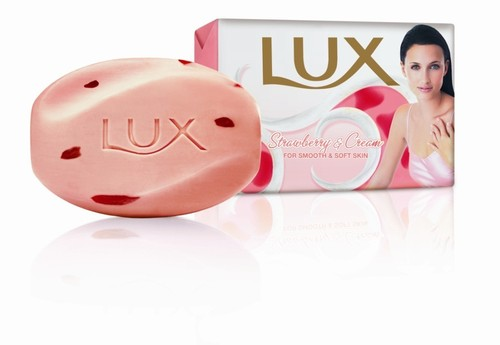 LUX
LUX
Strawberry & Cream
FOR SMOOTH & SOFT SKIN